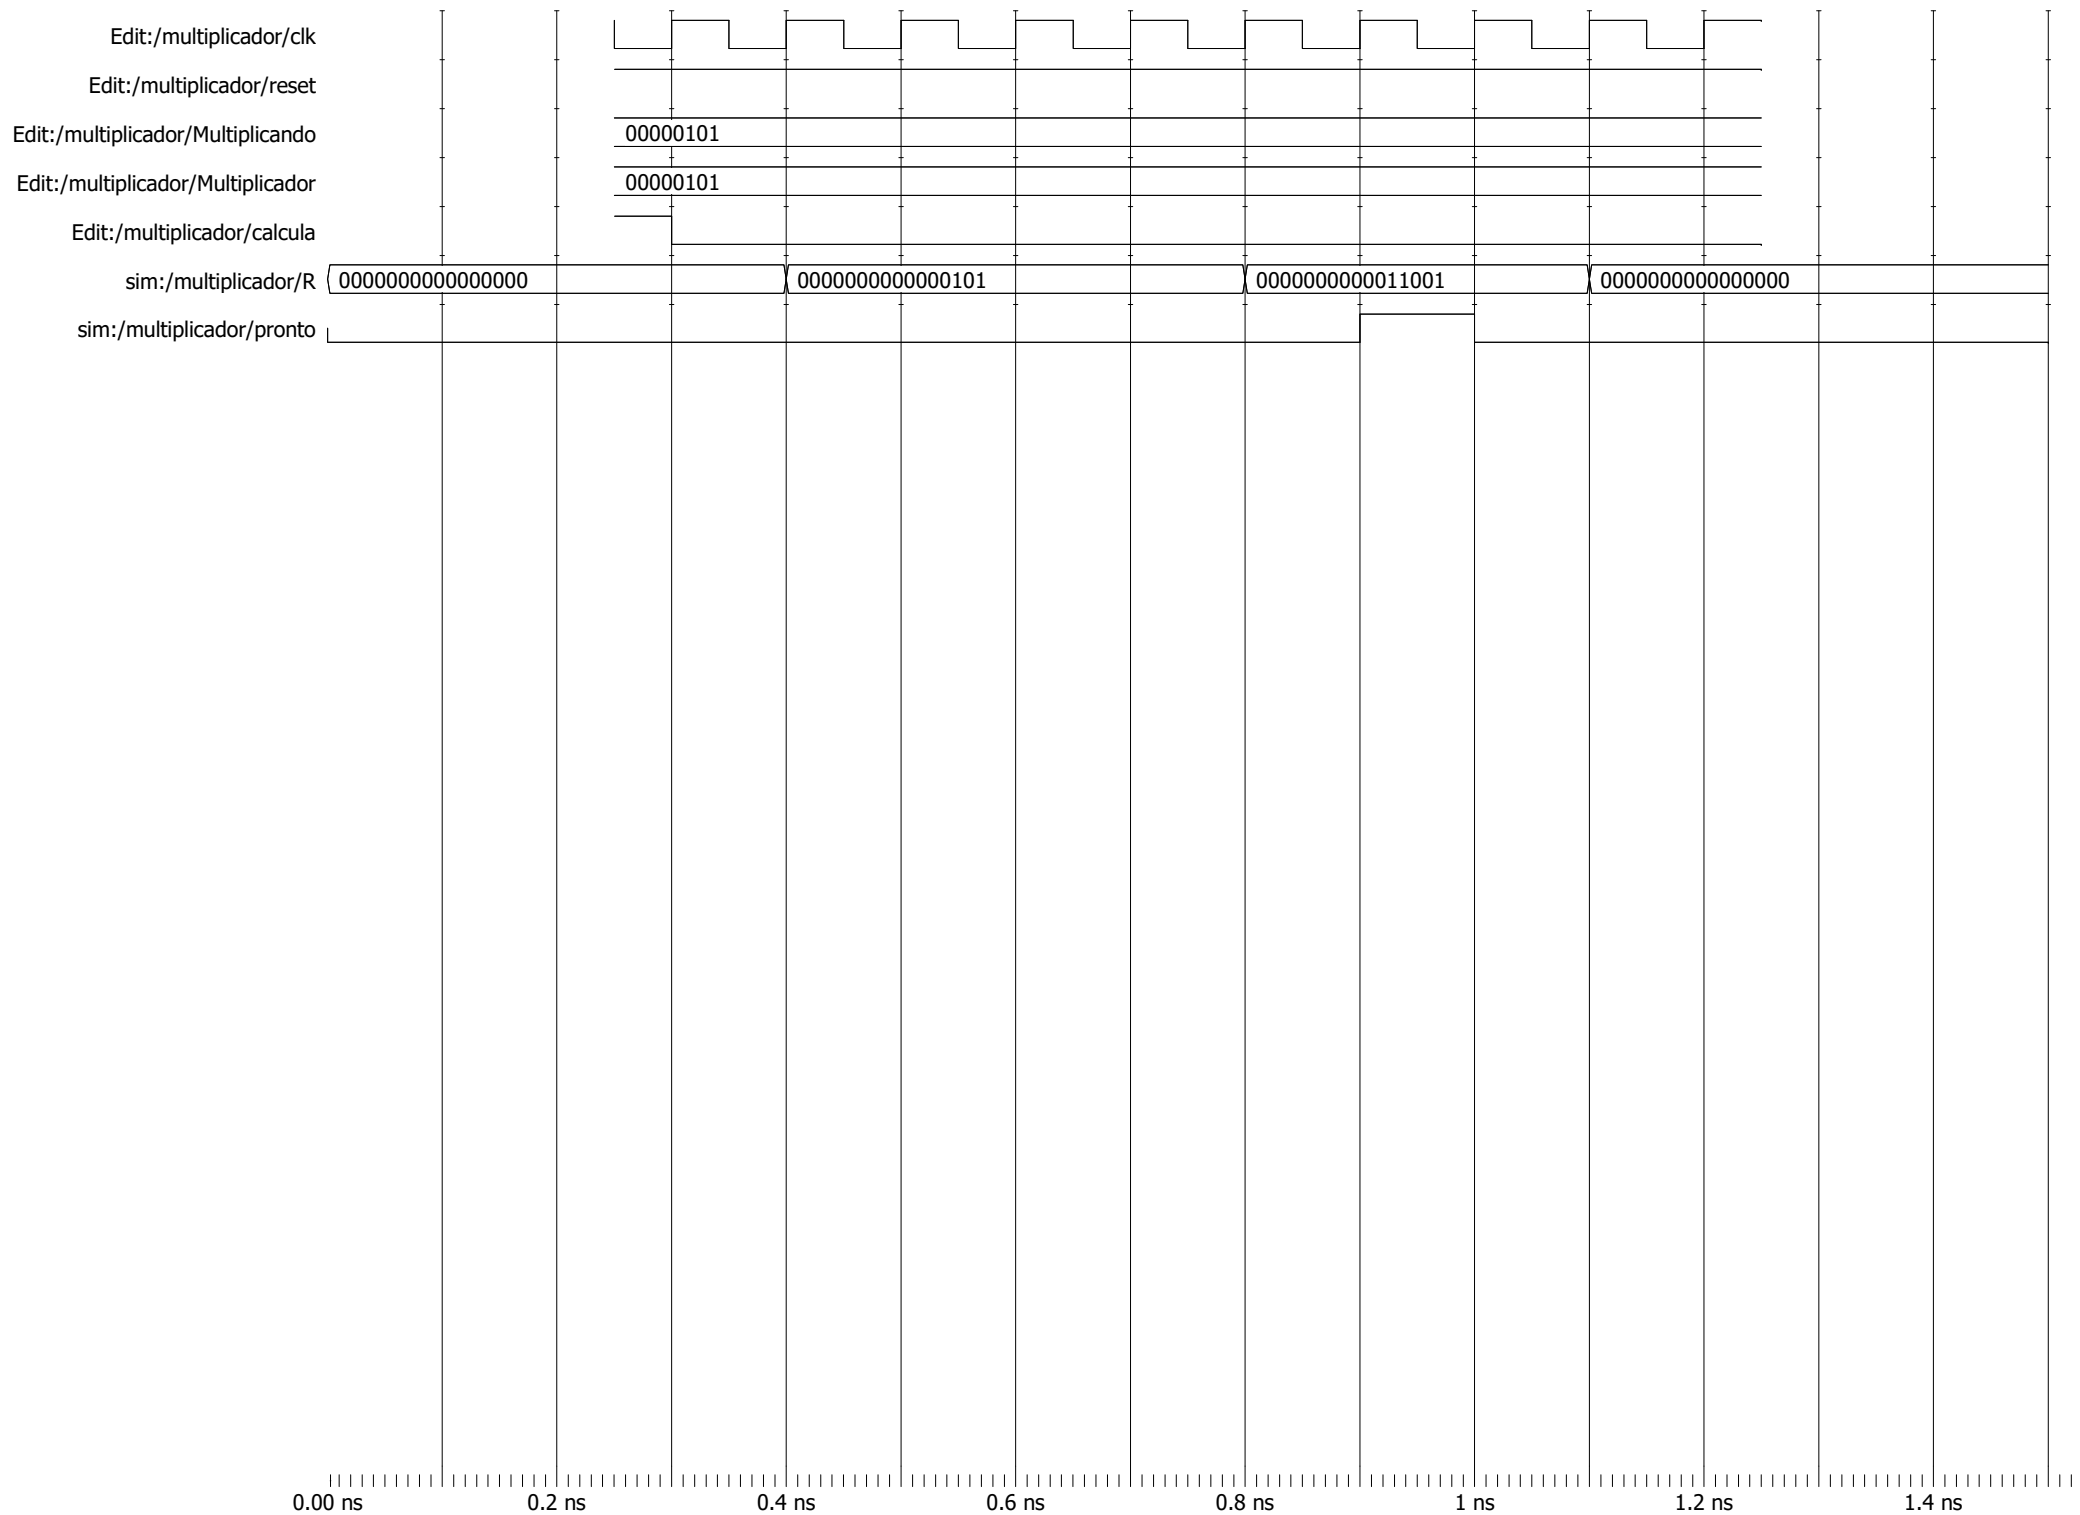 Edit:/multiplicador/clk
Edit:/multiplicador/reset
Edit:/multiplicador/Multiplicando 00000101
Edit:/multiplicador/Multiplicador 00000101
Edit:/multiplicador/calcula
sim:/multiplicador/R 0000000000000000 0000000000000101 0000000000011001 0000000000000000
sim:/multiplicador/pronto
0.00 ns 0.2 ns 0.4 ns 0.6 ns 0.8 ns 1 ns 1.2 ns 1.4 ns